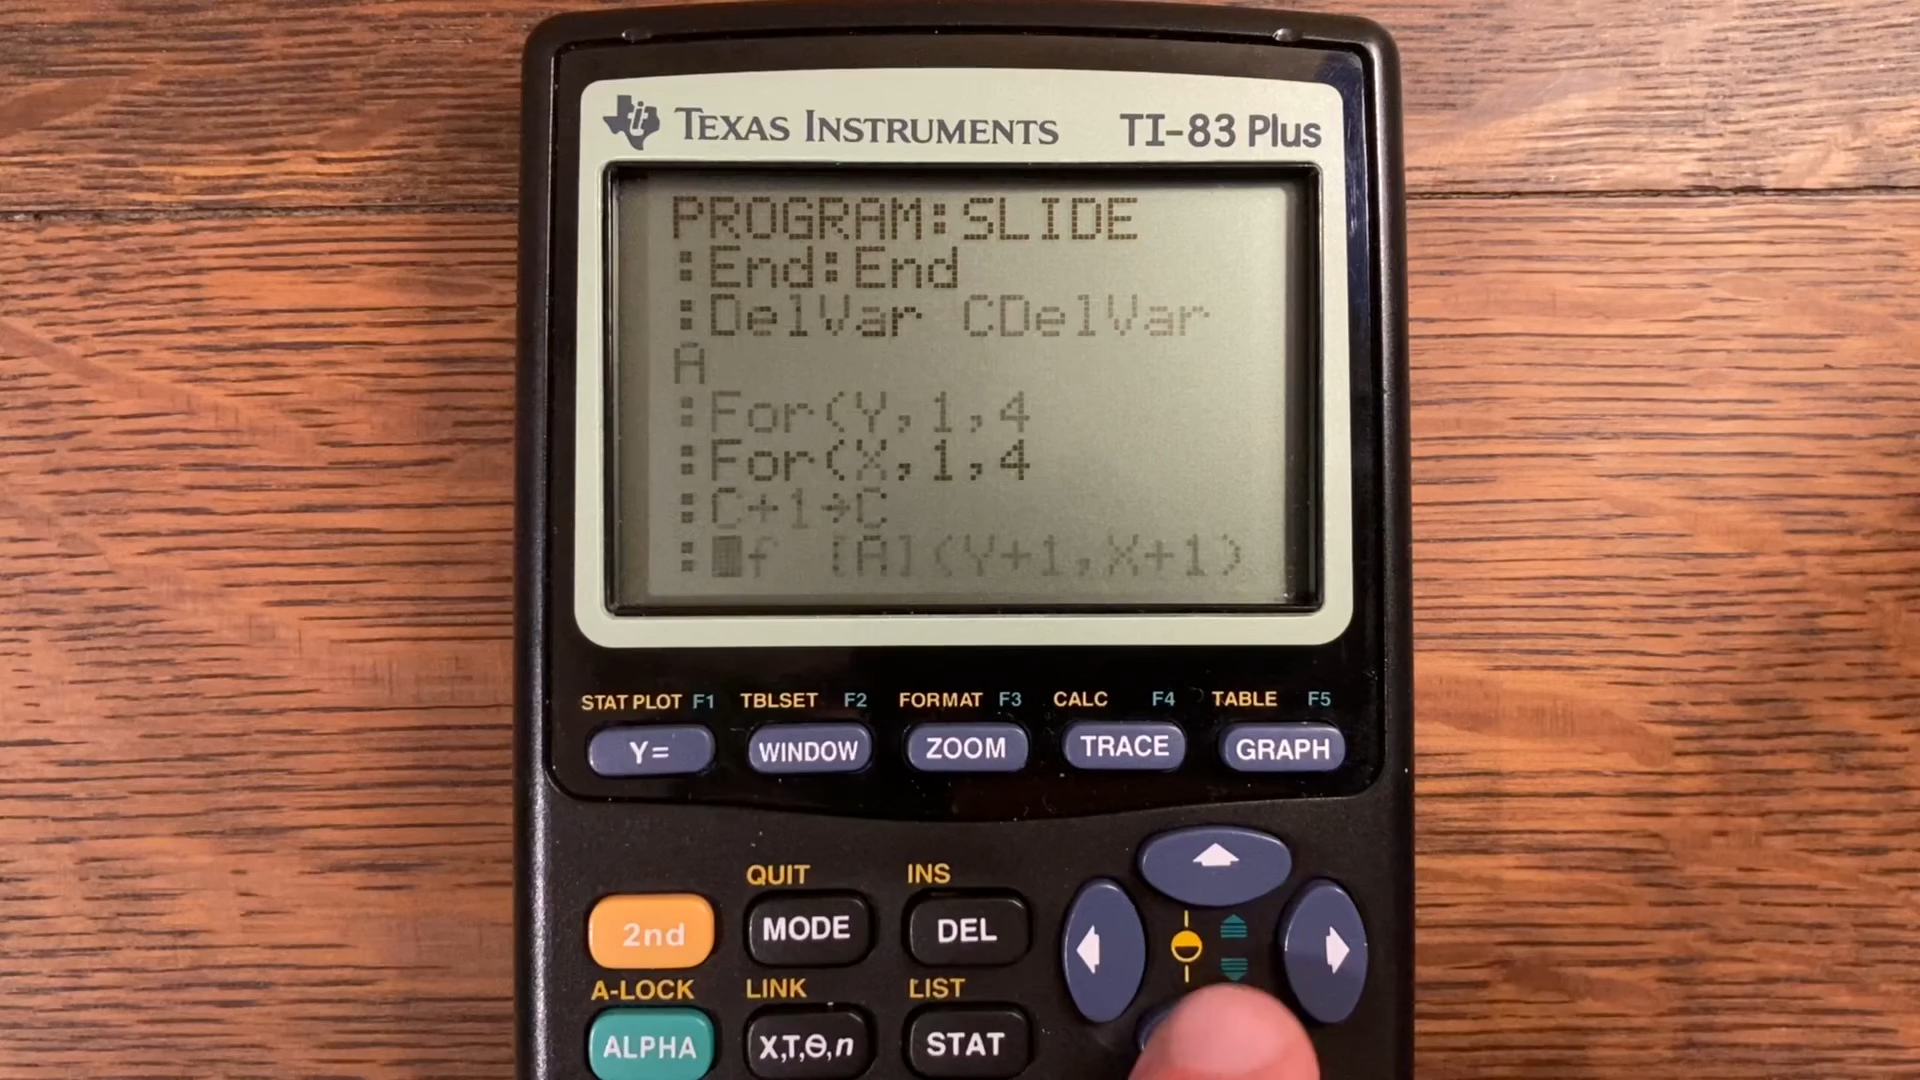 TEXAS INSTRUMENTS TI-83 Plus
PROGRAM:SLIDE
:End:End
:DelVar CDelVar
A
:For(Y,1,4
:For(X,1,4
:C+1→C
:If [A](Y+1,X+1)
STAT PLOT F1 TBLSET F2 FORMAT F3 CALC F4 TABLE F5
Y= WINDOW ZOOM TRACE GRAPH
QUIT INS
2nd MODE DEL
A-LOCK LINK LIST
ALPHA X,T,Θ,n STAT